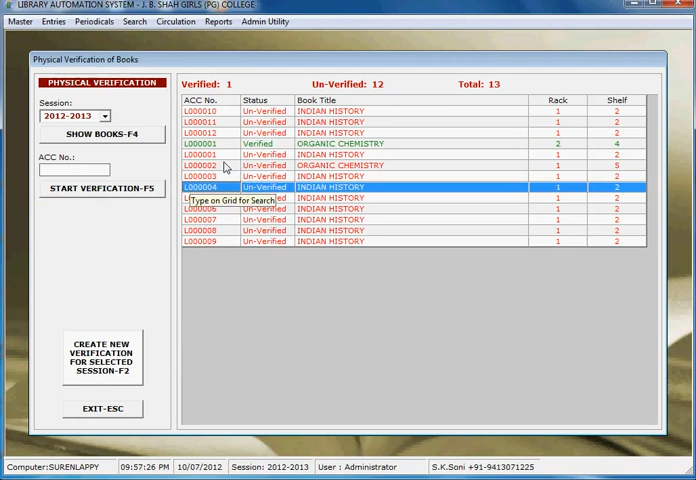 LIBRARY AUTOMATION SYSTEM - J. B. SHAH GIRLS (PG) COLLEGE
Master Entries Periodicals Search Circulation Reports Admin Utility
Physical Verification of Books
PHYSICAL VERIFICATION
Session:
2012-2013
SHOW BOOKS-F4
ACC No.:
START VERFICATION-F5
CREATE NEW
VERIFICATION
FOR SELECTED
SESSION-F2
EXIT-ESC
Verified: 1 Un-Verified: 12 Total: 13
ACC No. Status Book Title Rack Shelf
L000010 Un-Verified INDIAN HISTORY 1 2
L000011 Un-Verified INDIAN HISTORY 1 2
L000012 Un-Verified INDIAN HISTORY 1 2
L000001 Verified ORGANIC CHEMISTRY 2 4
L000001 Un-Verified INDIAN HISTORY 1 2
L000002 Un-Verified ORGANIC CHEMISTRY 1 5
L000003 Un-Verified INDIAN HISTORY 1 2
L000004 Un-Verified INDIAN HISTORY 1 2
Un-Verified INDIAN HISTORY 1 2
Type on Grid for Search
L000006 Un-Verified INDIAN HISTORY 1 2
L000007 Un-Verified INDIAN HISTORY 1 2
L000008 Un-Verified INDIAN HISTORY 1 2
L000009 Un-Verified INDIAN HISTORY 1 2
Computer:SURENLAPPY 09:57:26 PM 10/07/2012 Session: 2012-2013 User : Administrator S.K.Soni +91-9413071225